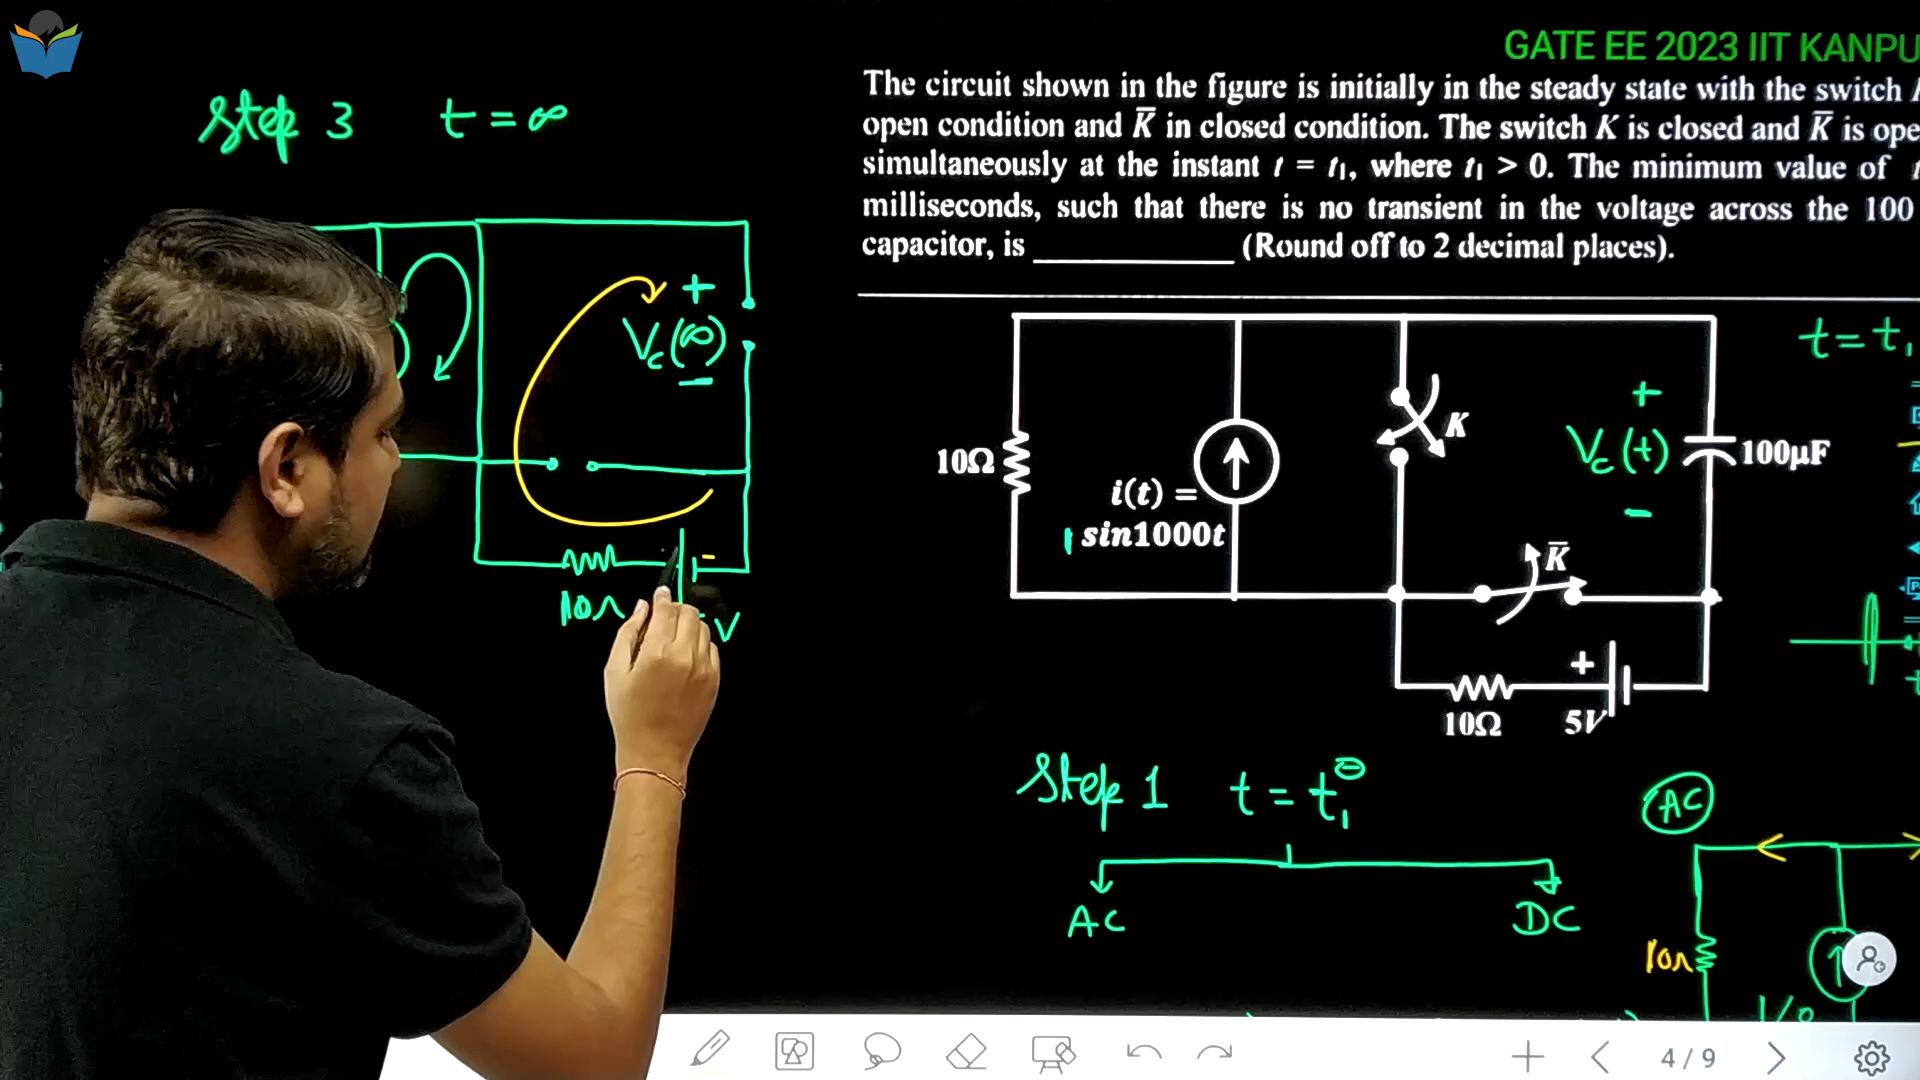 GATE EE 2023 IIT KANPU
The circuit shown in the figure is initially in the steady state with the switch
open condition and K̅ in closed condition. The switch K is closed and K̅ is ope
simultaneously at the instant t = t₁, where t₁ > 0. The minimum value of
milliseconds, such that there is no transient in the voltage across the 100
capacitor, is __________ (Round off to 2 decimal places).
Step 3 t = ∞
+
Vc(∞)
−
10Ω
-
V
10Ω
i(t) =
1 sin1000t
K
+
Vc(t)
-
100μF
K̅
+
10Ω
5V
t = t₁
Step 1 t = t₁⊖
AC
DC
AC
10Ω
4 / 9